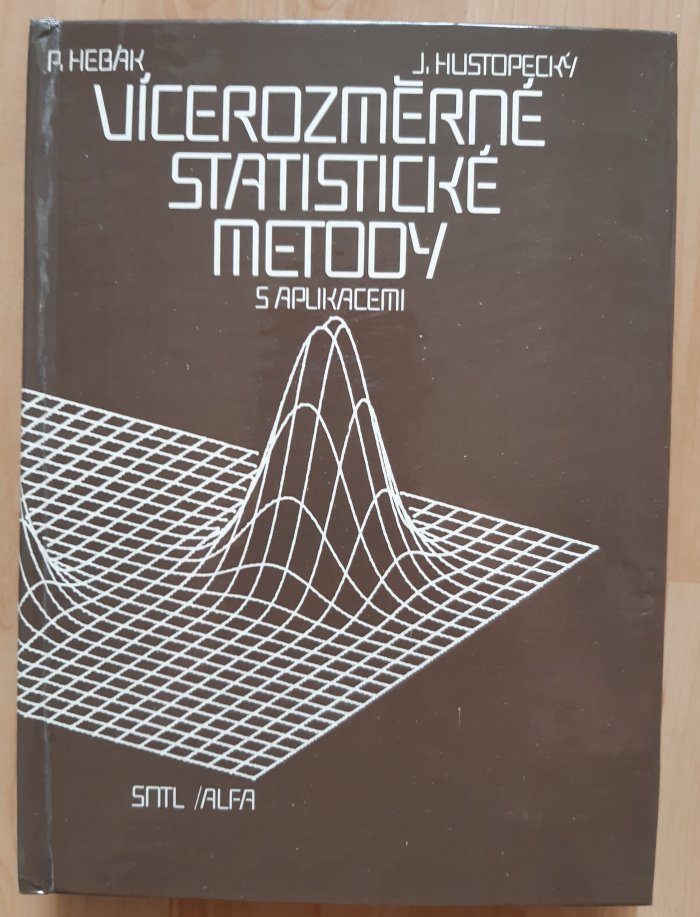 P. HEBÁK J. HUSTOPECKÝ
VÍCEROZMĚRNÉ
STATISTICKÉ
METODY
S APLIKACEMI
SNTL /ALFA